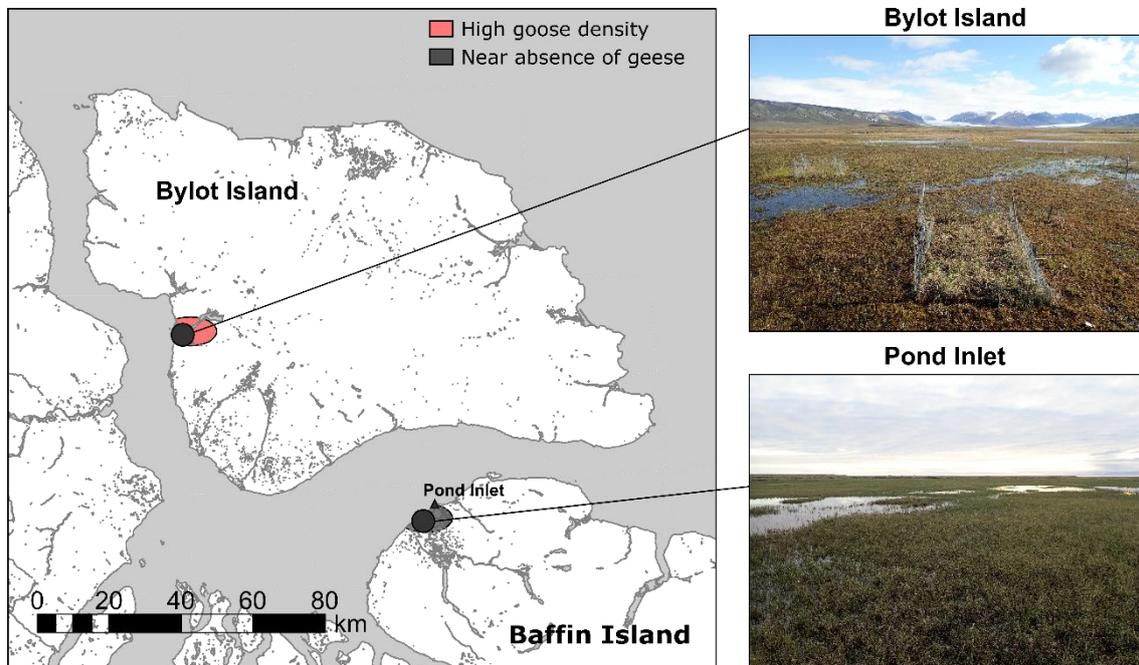 High goose density
Near absence of geese
Bylot Island
Pond Inlet
0 20 40 60 80
km
Baffin Island
Bylot Island
Pond Inlet